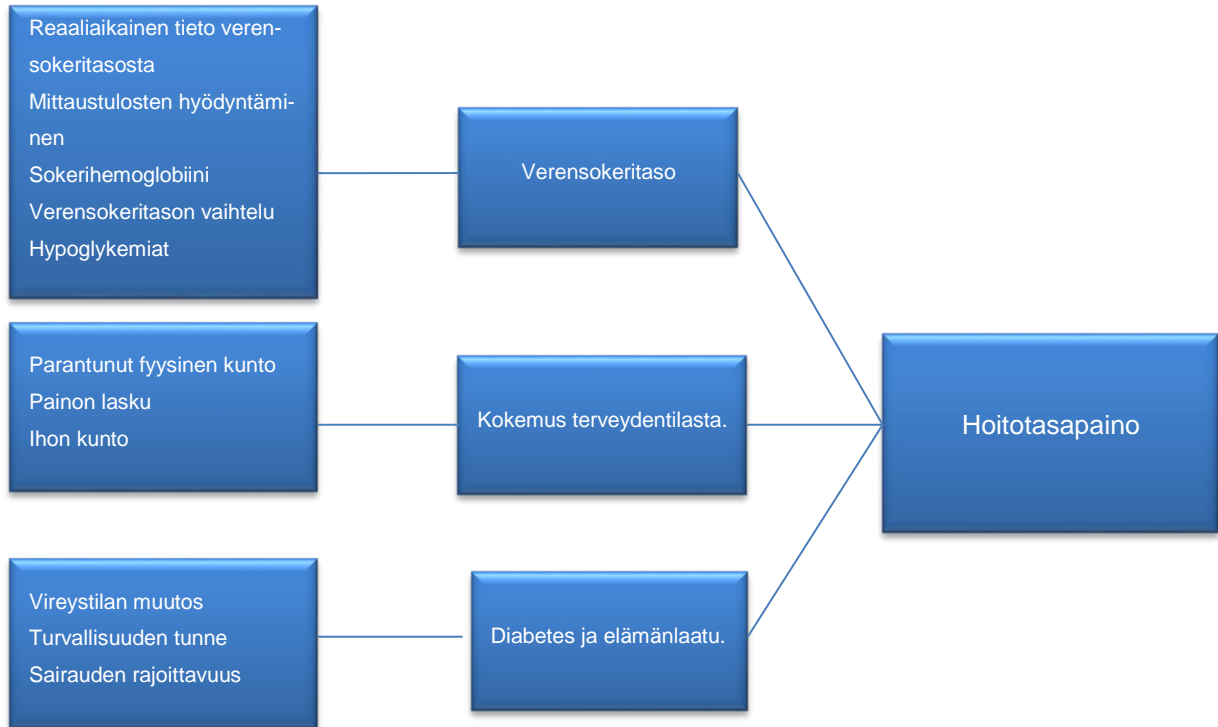 Reaaliaikainen tieto veren-
sokeritasosta
Mittaustulosten hyödyntämi-
nen
Sokerihemoglobiini
Verensokeritason vaihtelu
Hypoglykemiat
Verensokeritaso
Parantunut fyysinen kunto
Painon lasku
Ihon kunto
Kokemus terveydentilasta.
Hoitotasapaino
Vireystilan muutos
Turvallisuuden tunne
Sairauden rajoittavuus
Diabetes ja elämänlaatu.